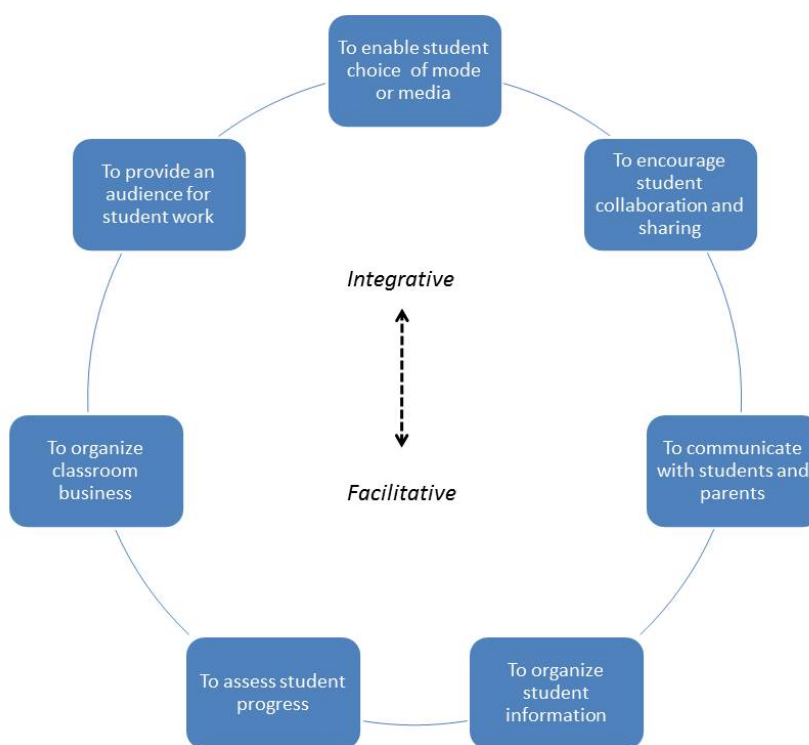 To enable student
choice of mode
or media
To provide an
audience for
student work
To encourage
student
collaboration and
sharing
Integrative
Facilitative
To organize
classroom
business
To communicate
with students and
parents
To assess student
progress
To organize
student
information